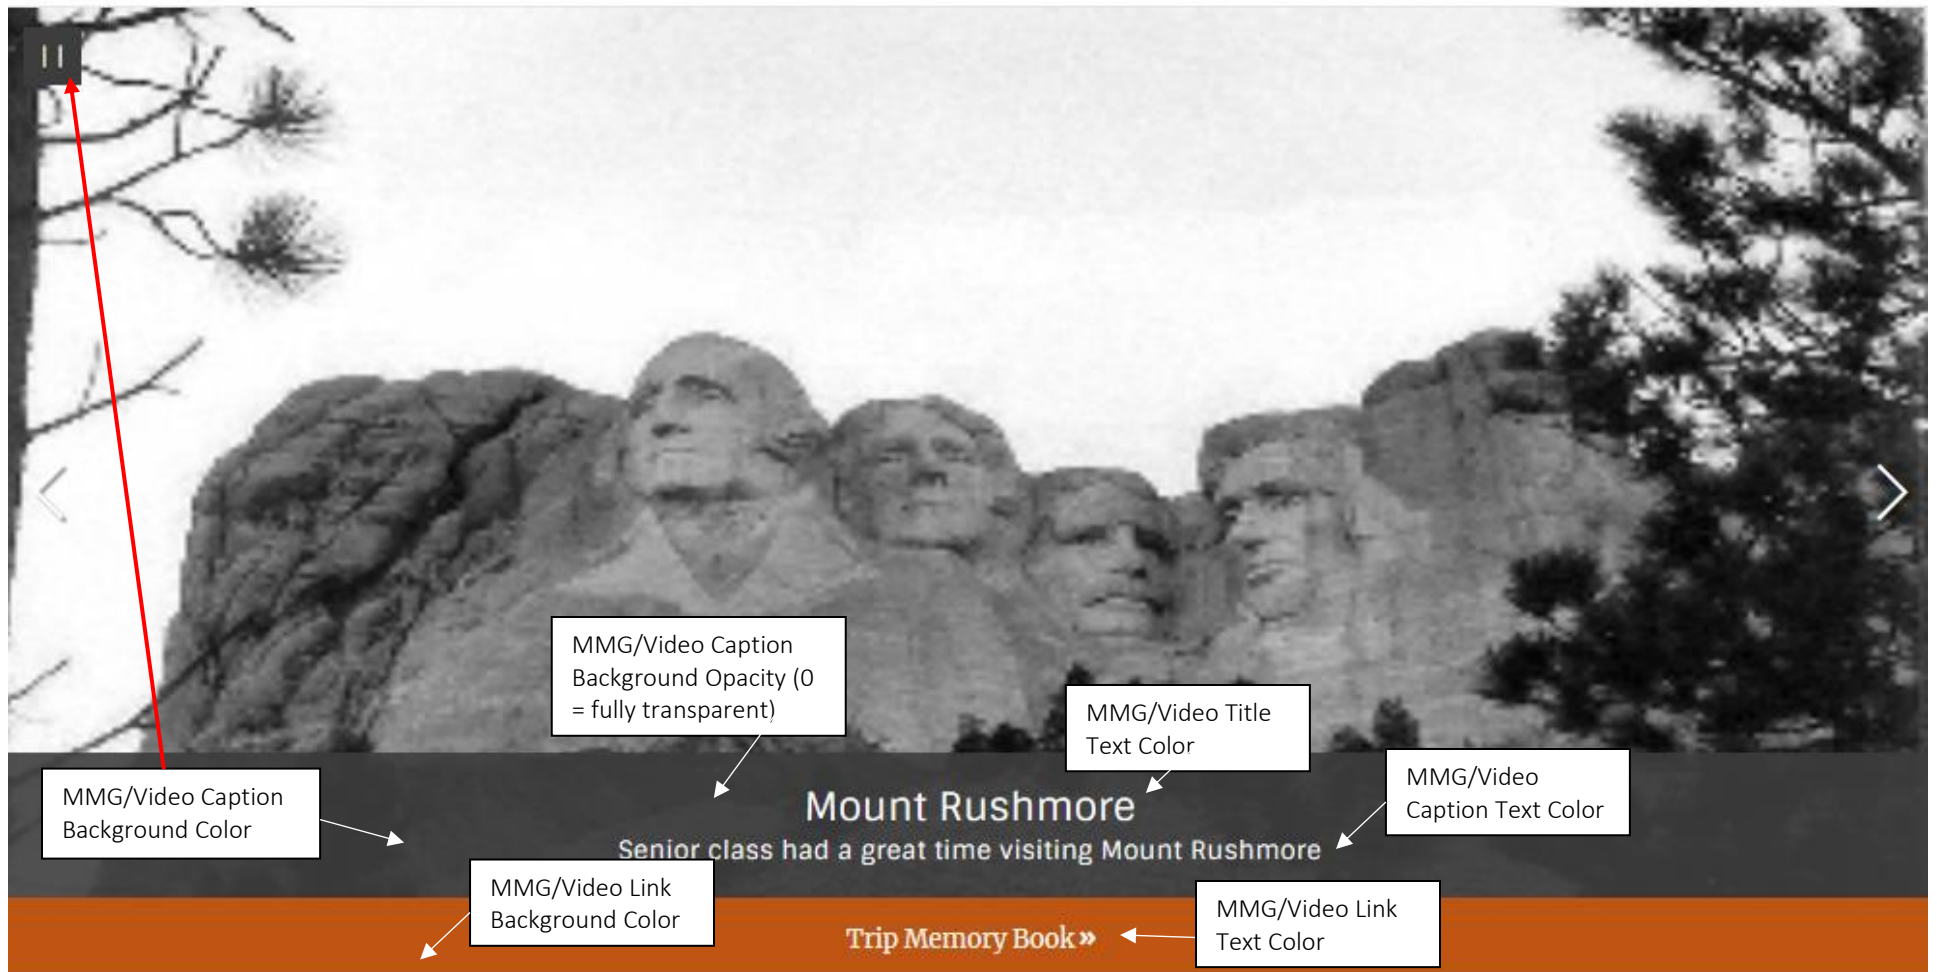 MMG/Video Caption
Background Opacity (0
= fully transparent)
MMG/Video Title
Text Color
MMG/Video
Caption Text Color
MMG/Video Caption
Background Color
Mount Rushmore
Senior class had a great time visiting Mount Rushmore
MMG/Video Link
Background Color
MMG/Video Link
Text Color
Trip Memory Book»